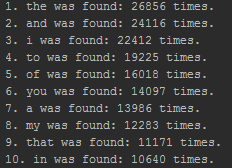 1. the was found: 26856 times.
2. and was found: 24116 times.
3. i was found: 22412 times.
4. to was found: 19225 times.
5. of was found: 16018 times.
6. you was found: 14097 times.
7. a was found: 13986 times.
8. my was found: 12283 times.
9. that was found: 11171 times.
10. in was found: 10640 times.